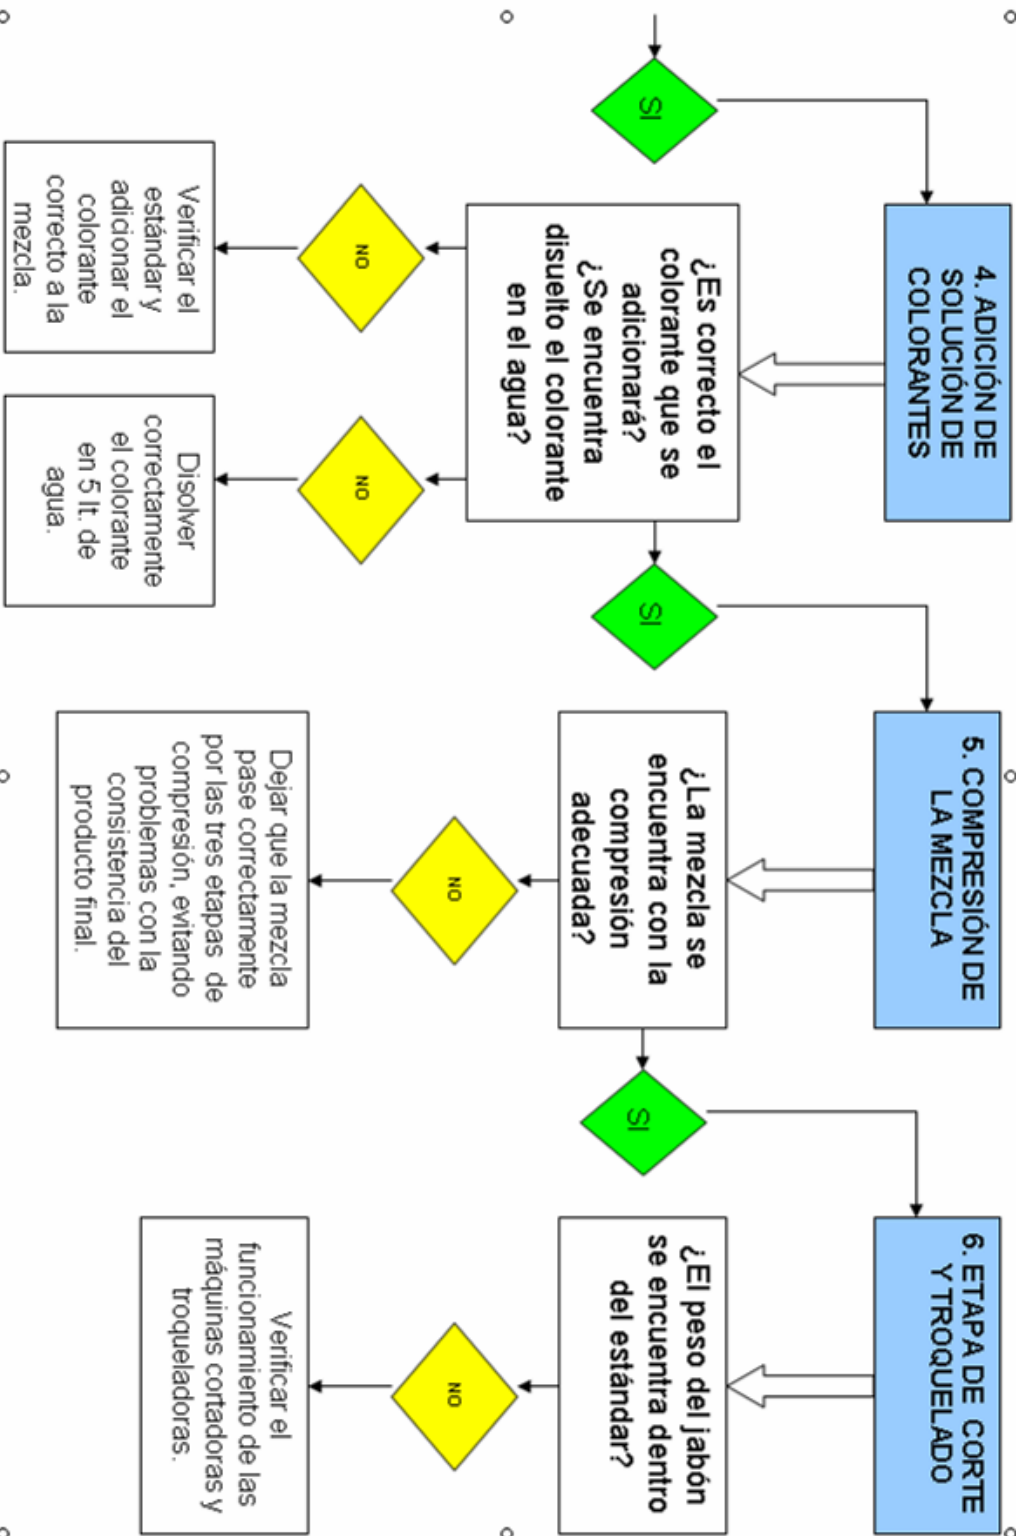 SI
4. ADICIÓN DE
SOLUCIÓN DE
COLORANTES
¿Es correcto el
colorante que se
adicionará?
¿Se encuentra
disuelto el colorante
en el agua?
NO
NO
Verificar el
estándar y
adicionar el
colorante
correcto a la
mezcla.
Disolver
correctamente
el colorante
en 5 lt. de
agua.
SI
5. COMPRESIÓN DE
LA MEZCLA
¿La mezcla se
encuentra con la
compresión
adecuada?
NO
Dejar que la mezcla
pase correctamente
por las tres etapas de
compresión, evitando
problemas con la
consistencia del
producto final.
SI
6. ETAPA DE CORTE
Y TROQUELADO
¿El peso del jabón
se encuentra dentro
del estándar?
NO
Verificar el
funcionamiento de las
máquinas cortadoras y
troqueladoras.